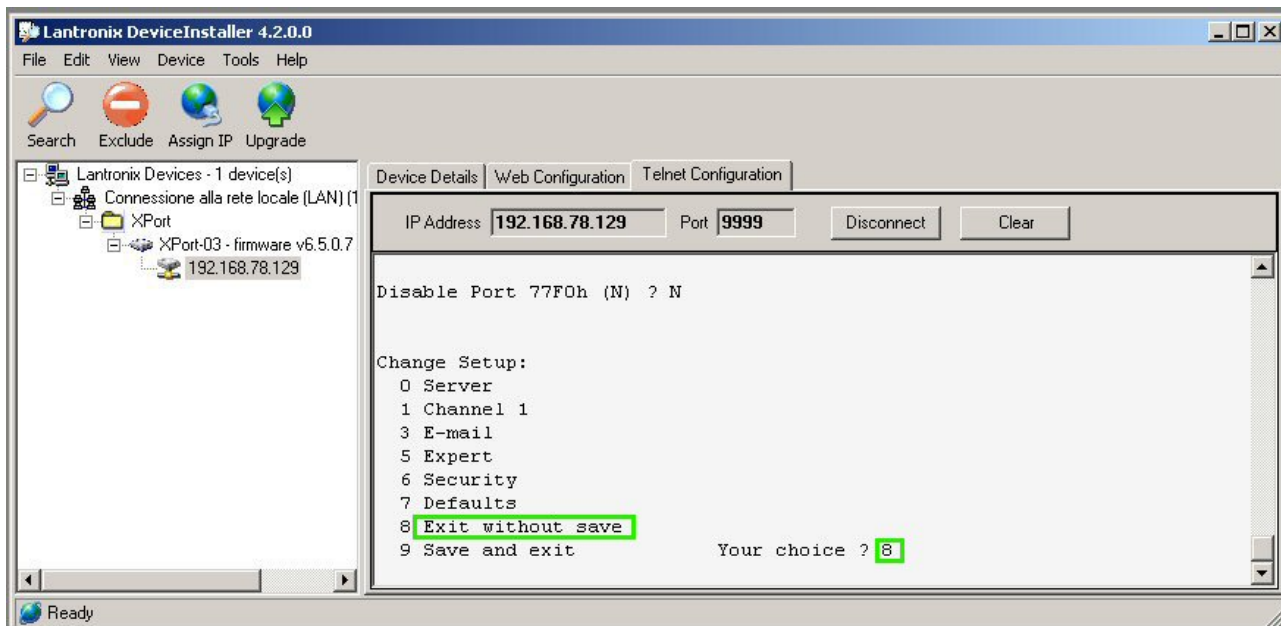 Lantronix DeviceInstaller 4.2.0.0
File Edit View Device Tools Help
Search Exclude Assign IP Upgrade
Lantronix Devices - 1 device(s)
Connessione alla rete locale (LAN) (1
XPort
XPort-03 - firmware v6.5.0.7
192.168.78.129
Device Details Web Configuration Telnet Configuration
IP Address 192.168.78.129 Port 9999 Disconnect Clear
Disable Port 77F0h (N) ? N
Change Setup:
0 Server
1 Channel 1
3 E-mail
5 Expert
6 Security
7 Defaults
8 Exit without save
9 Save and exit Your choice ? 8
Ready